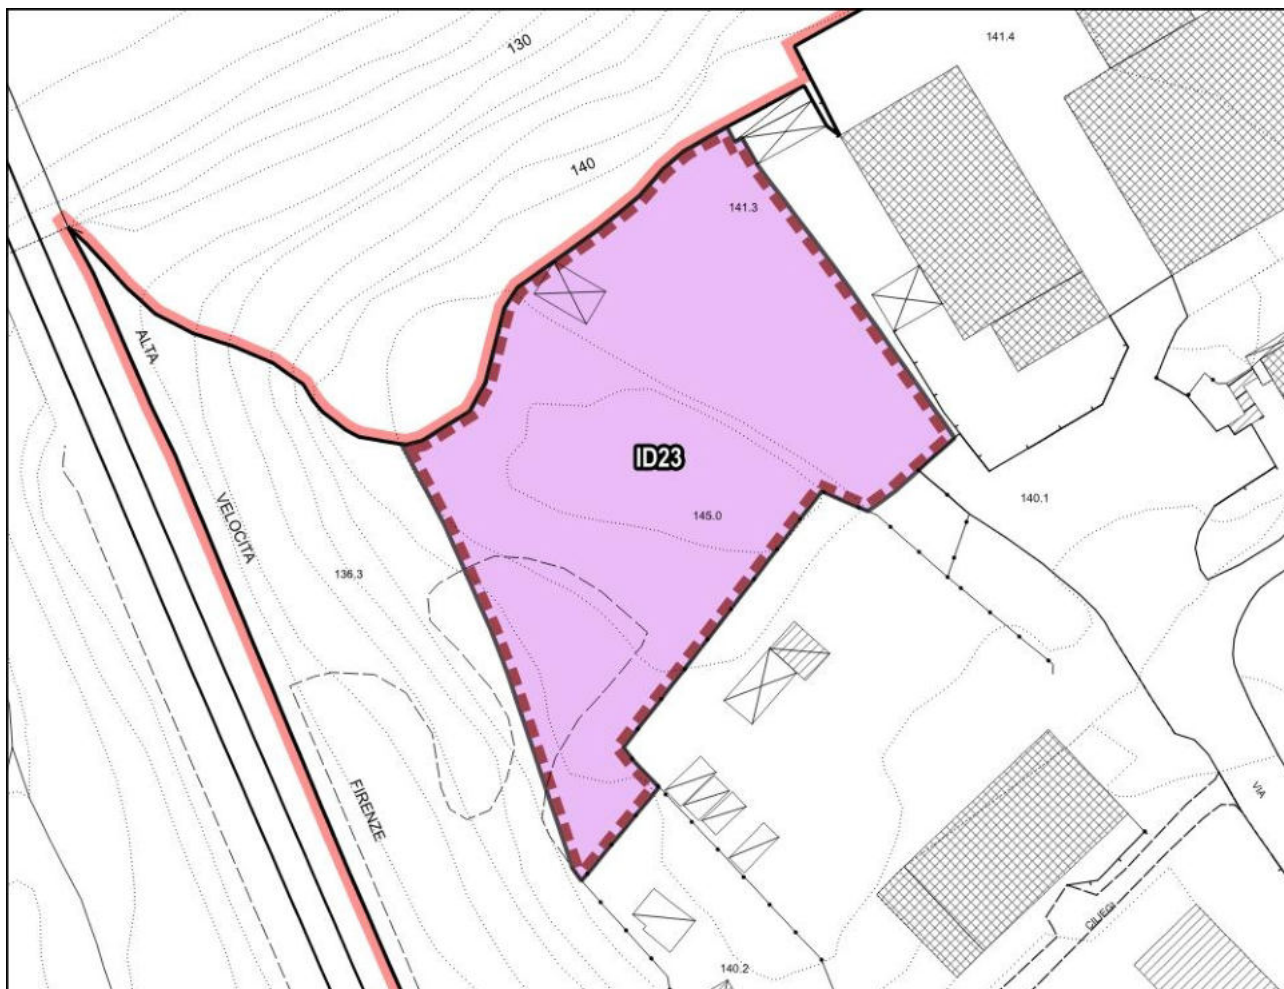 141.4
130
140
141.3
ALTA
ID23
140.1
VELOCITA
145.0
136.3
FIRENZE
VIA
CILIEGI
140.2